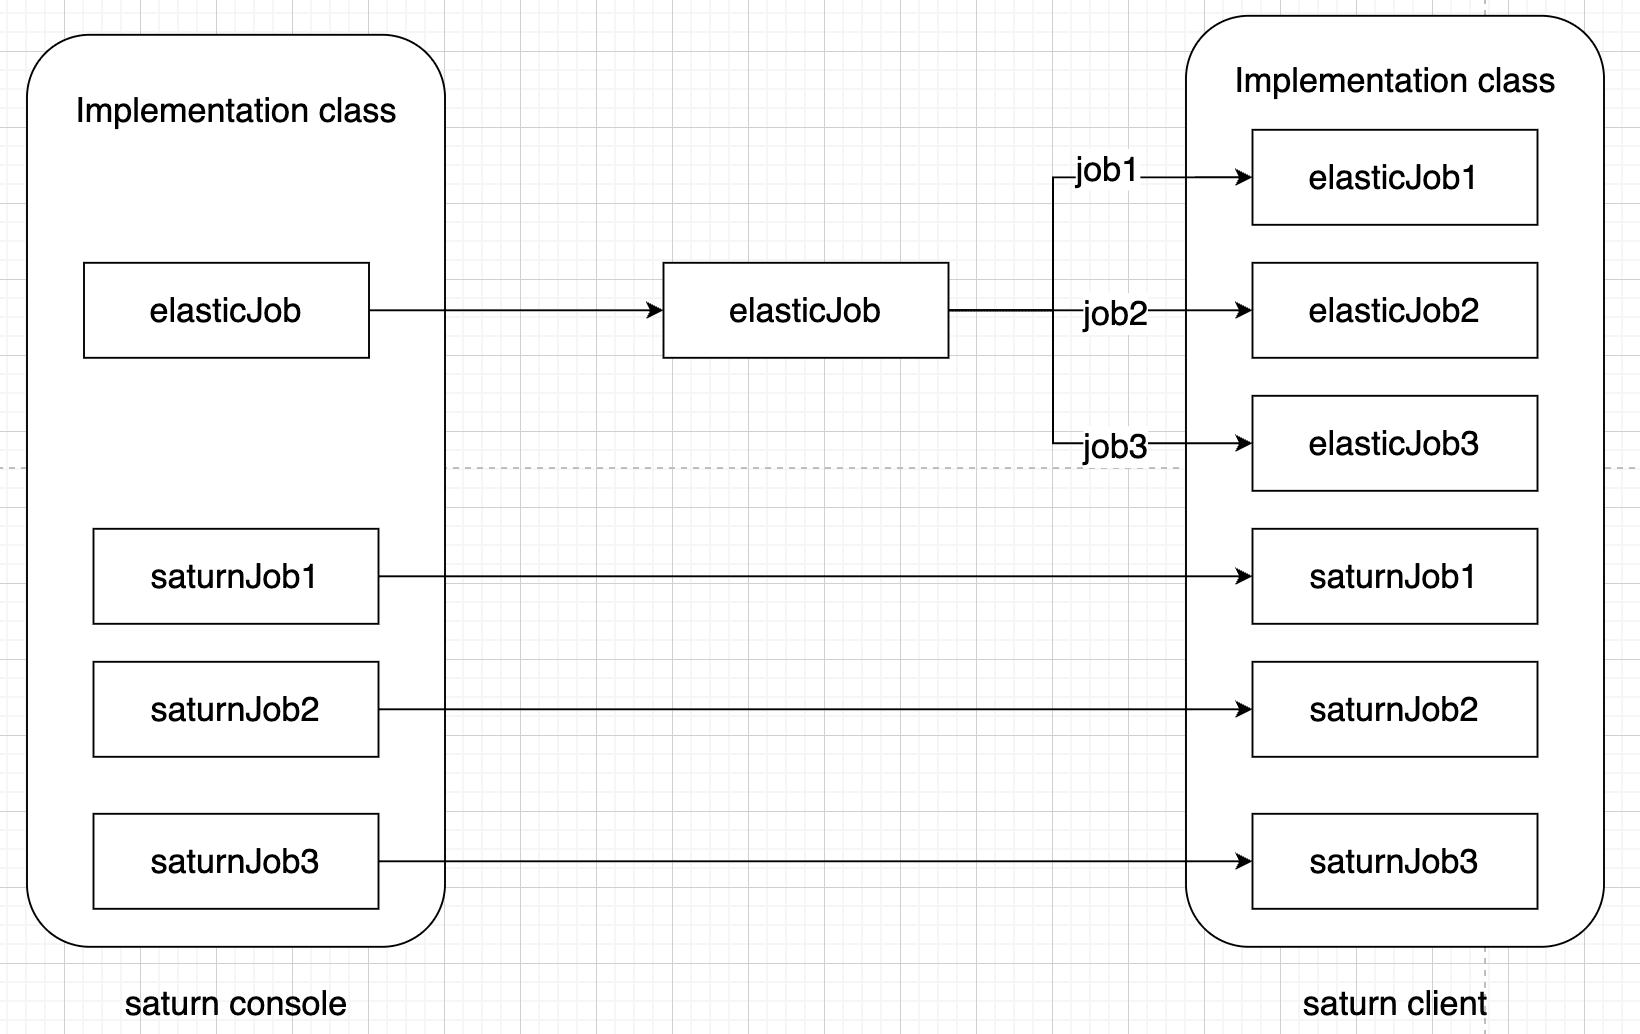 Implementation class
elasticJob
saturnJob1
saturnJob2
saturnJob3
saturn console
elasticJob
job1
job2
job3
Implementation class
elasticJob1
elasticJob2
elasticJob3
saturnJob1
saturnJob2
saturnJob3
saturn client